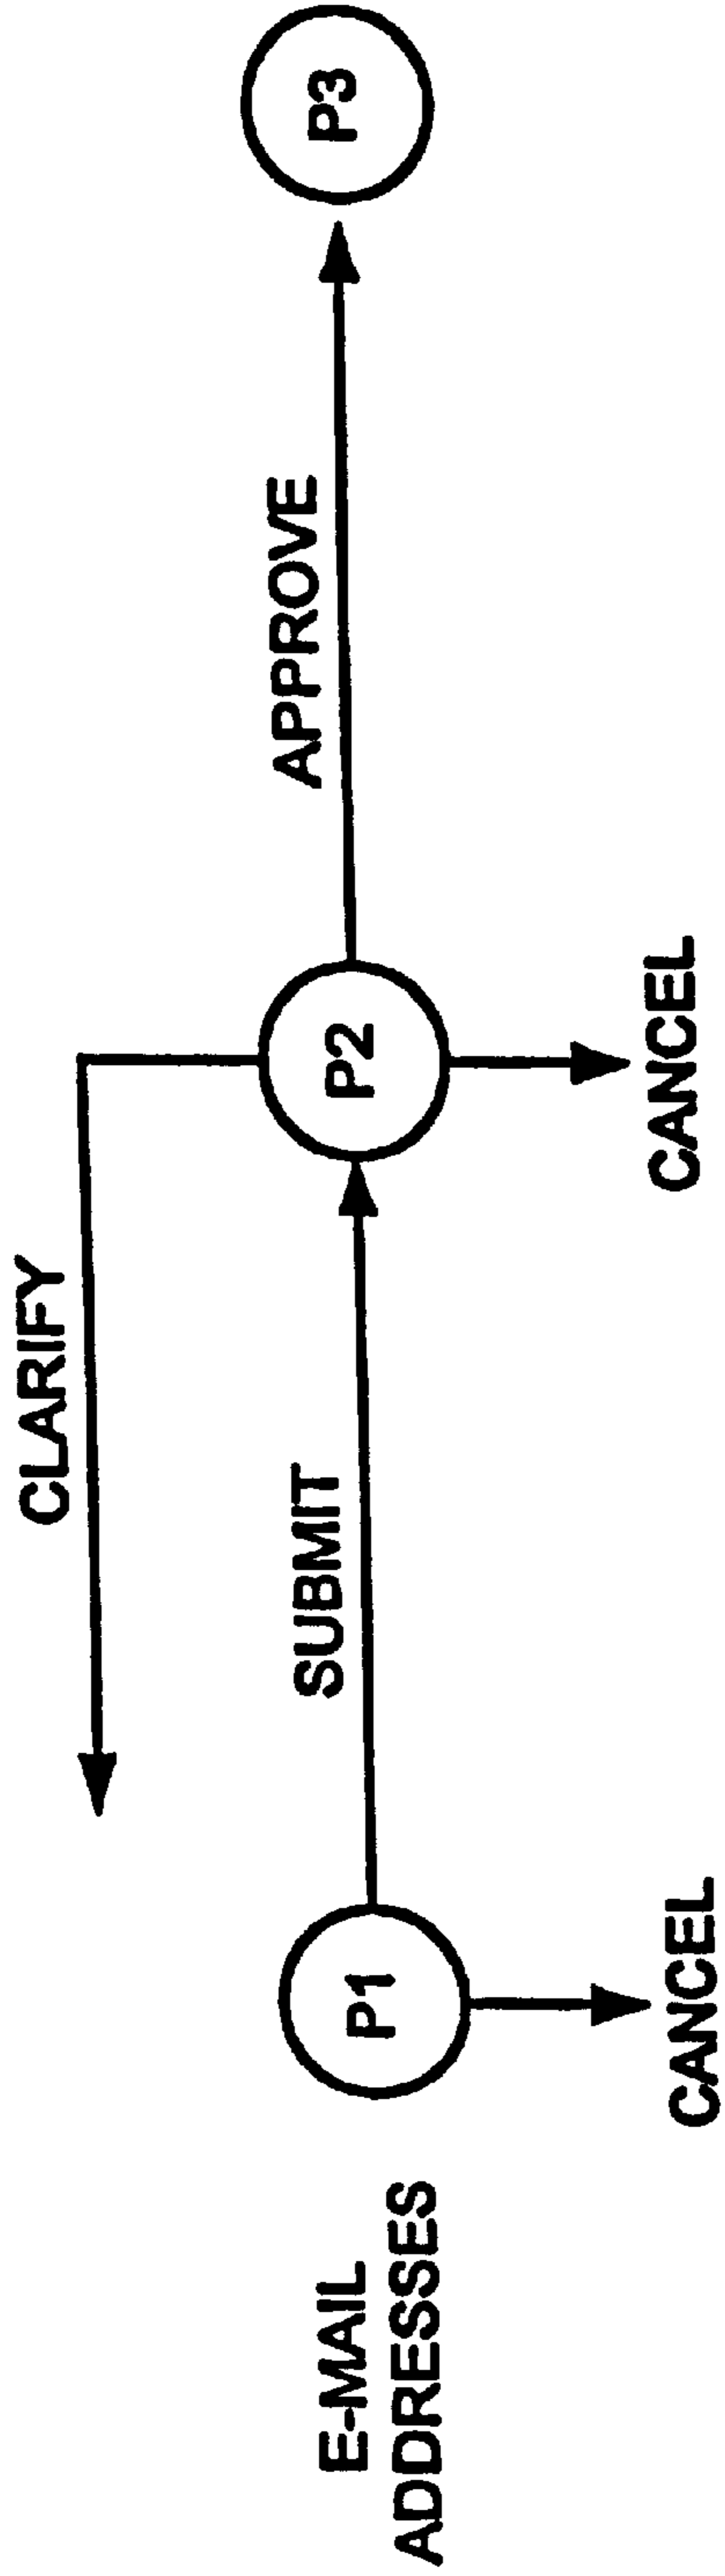 CLARIFY
E-MAIL
ADDRESSES
P1
SUBMIT
P2
APPROVE
P3
CANCEL
CANCEL